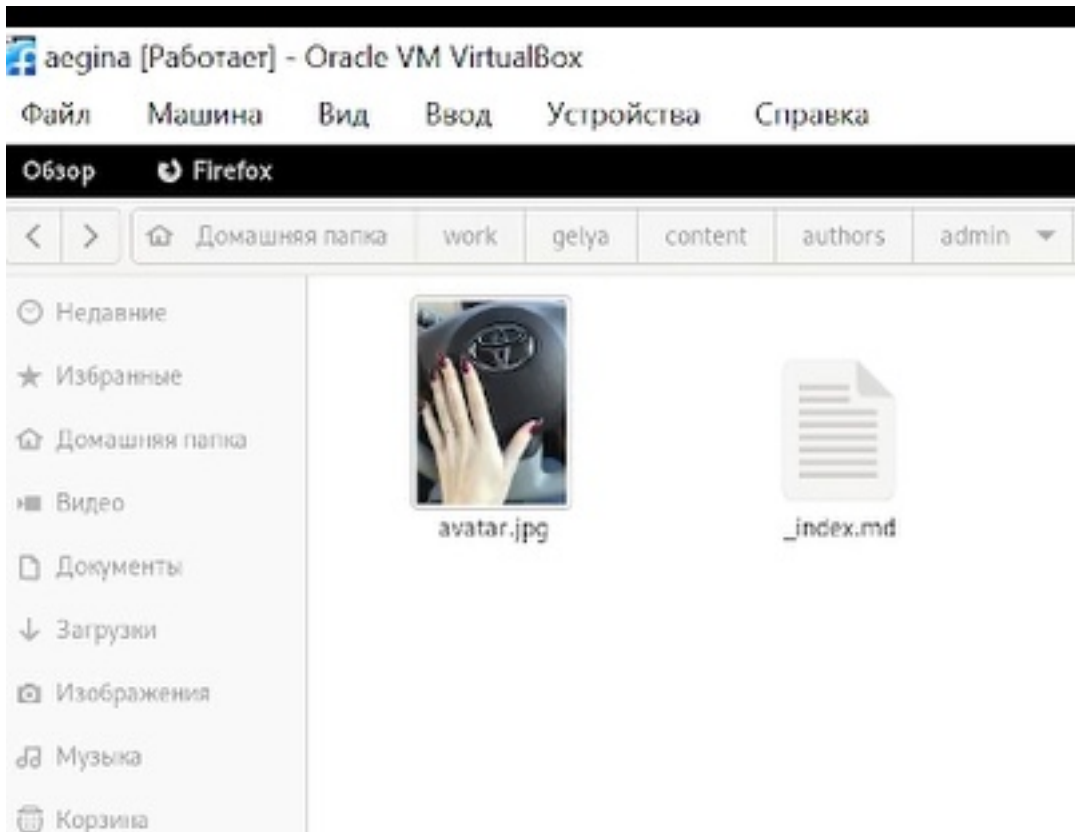 aegina [Работает] - Oracle VM VirtualBox
Файл Машина Вид Ввод Устройства Справка
Обзор Firefox
Домашняя папка work gelya content authors admin
Недавние
Избранные
Домашняя папка
Видео
Документы
Загрузки
Изображения
Музыка
Корзина
avatar.jpg
_index.md